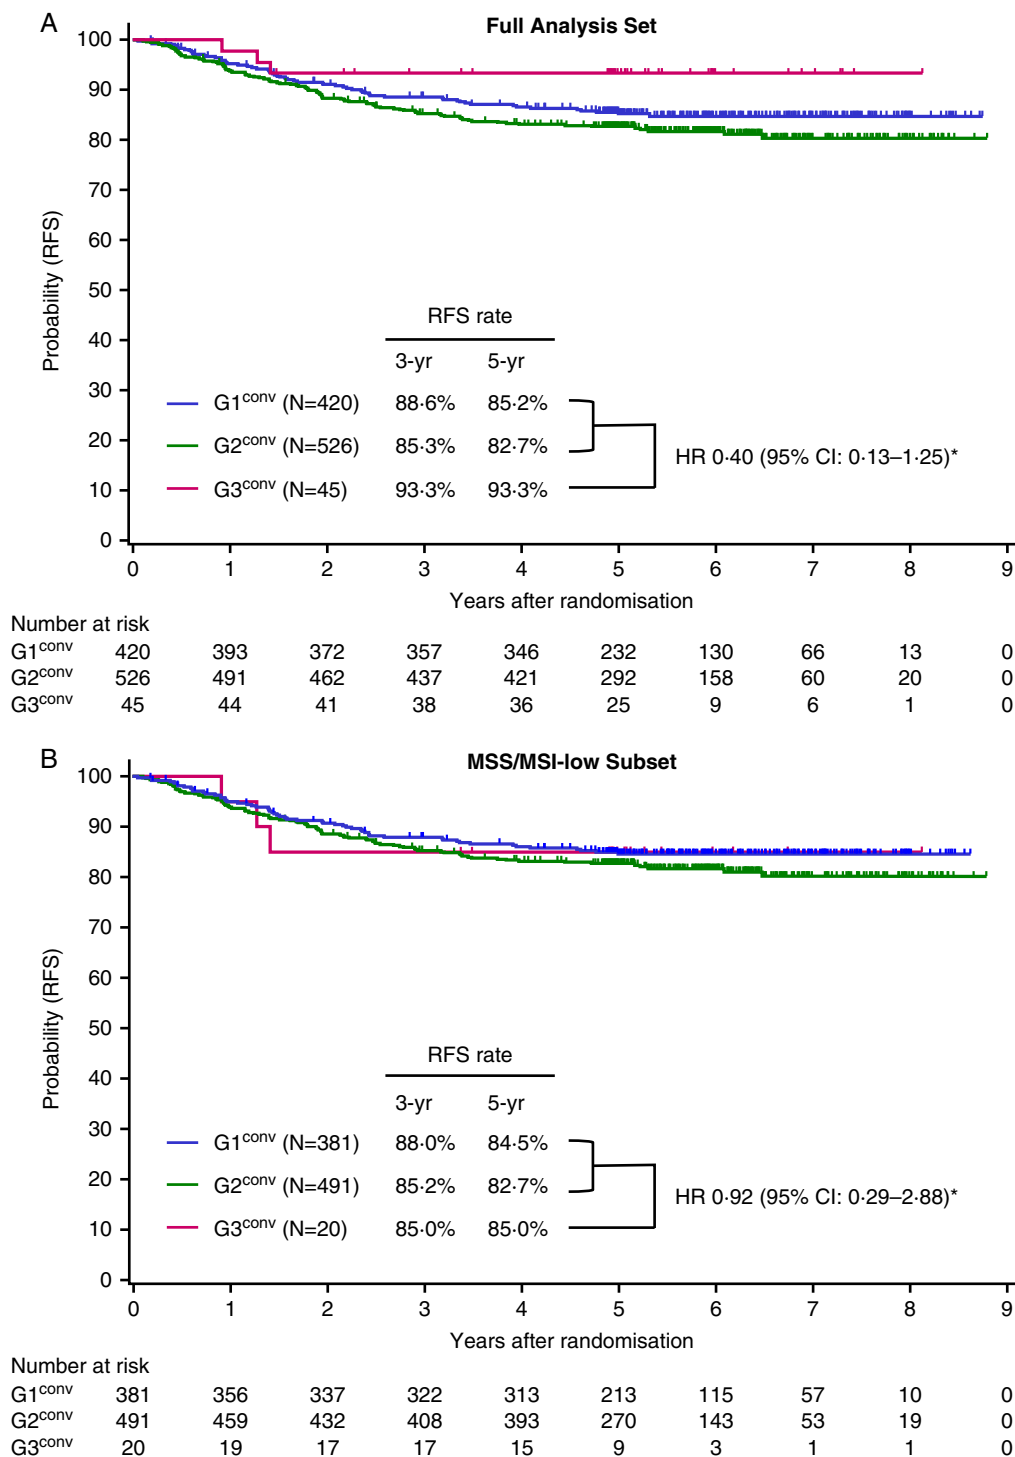 A
Full Analysis Set
100
90
80
70
60
50
40
30
20
10
0
Probability (RFS)
RFS rate
3-yr 5-yr
G1conv (N=420) 88·6% 85·2%
G2conv (N=526) 85·3% 82·7%
G3conv (N=45) 93·3% 93·3%
HR 0·40 (95% CI: 0·13–1·25)*
0 1 2 3 4 5 6 7 8 9
Years after randomisation
Number at risk
G1conv 420 393 372 357 346 232 130 66 13 0
G2conv 526 491 462 437 421 292 158 60 20 0
G3conv 45 44 41 38 36 25 9 6 1 0
B
MSS/MSI-low Subset
100
90
80
70
60
50
40
30
20
10
0
Probability (RFS)
RFS rate
3-yr 5-yr
G1conv (N=381) 88·0% 84·5%
G2conv (N=491) 85·2% 82·7%
G3conv (N=20) 85·0% 85·0%
HR 0·92 (95% CI: 0·29–2·88)*
0 1 2 3 4 5 6 7 8 9
Years after randomisation
Number at risk
G1conv 381 356 337 322 313 213 115 57 10 0
G2conv 491 459 432 408 393 270 143 53 19 0
G3conv 20 19 17 17 15 9 3 1 1 0